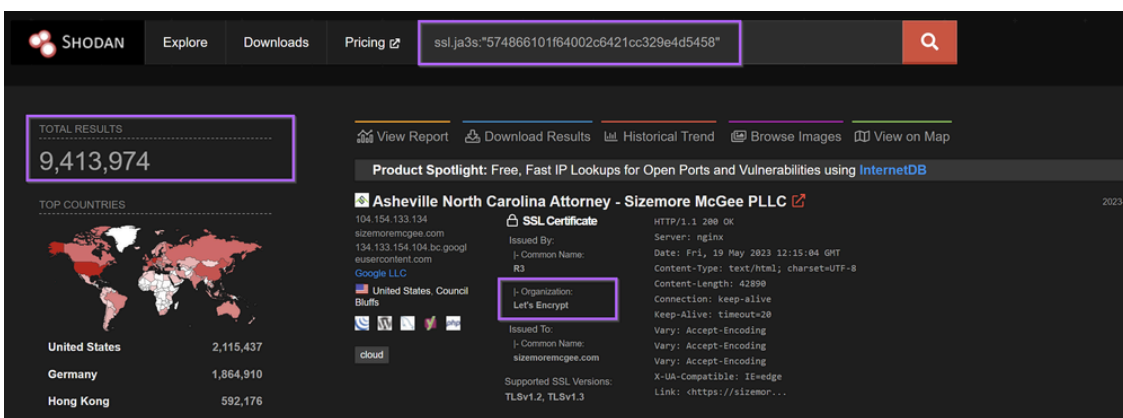 SHODAN Explore Downloads Pricing ssl.ja3s:"574866101f64002c6421cc329e4d5458"
TOTAL RESULTS
9,413,974
TOP COUNTRIES
United States 2,115,437
Germany 1,864,910
Hong Kong 592,176
View Report Download Results Historical Trend Browse Images View on Map
Product Spotlight: Free, Fast IP Lookups for Open Ports and Vulnerabilities using InternetDB
Asheville North Carolina Attorney - Sizemore McGee PLLC
2023
104.154.133.134
sizemoremcgee.com
134.133.154.104.bc.googl
eusercontent.com
Google LLC
United States, Council
Bluffs
php
cloud
SSL Certificate
Issued By:
|- Common Name:
R3
|- Organization:
Let's Encrypt
Issued To:
|- Common Name:
sizemoremcgee.com
Supported SSL Versions:
TLSv1.2, TLSv1.3
HTTP/1.1 200 OK
Server: nginx
Date: Fri, 19 May 2023 12:15:04 GMT
Content-Type: text/html; charset=UTF-8
Content-Length: 42890
Connection: keep-alive
Keep-Alive: timeout=20
Vary: Accept-Encoding
Vary: Accept-Encoding
Vary: Accept-Encoding
X-UA-Compatible: IE=edge
Link: <https://sizemor...